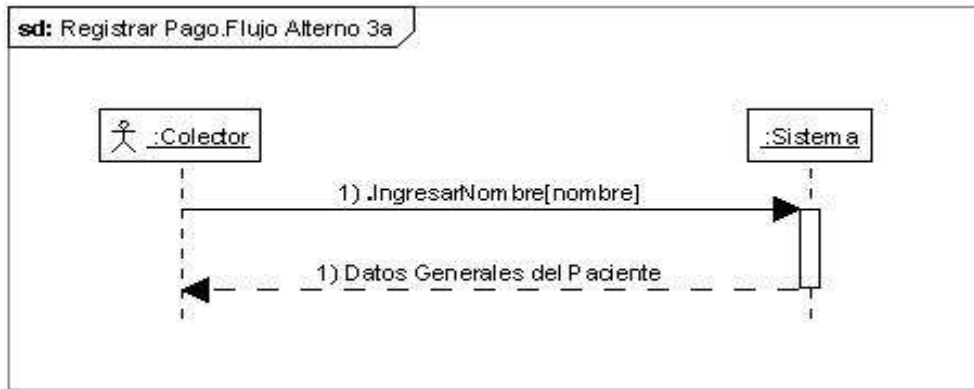 sd: Registrar Pago.Flujo Alterno 3a
:Colector
:Sistema
1) .IngresarNombre[nombre]
1) Datos Generales del Paciente